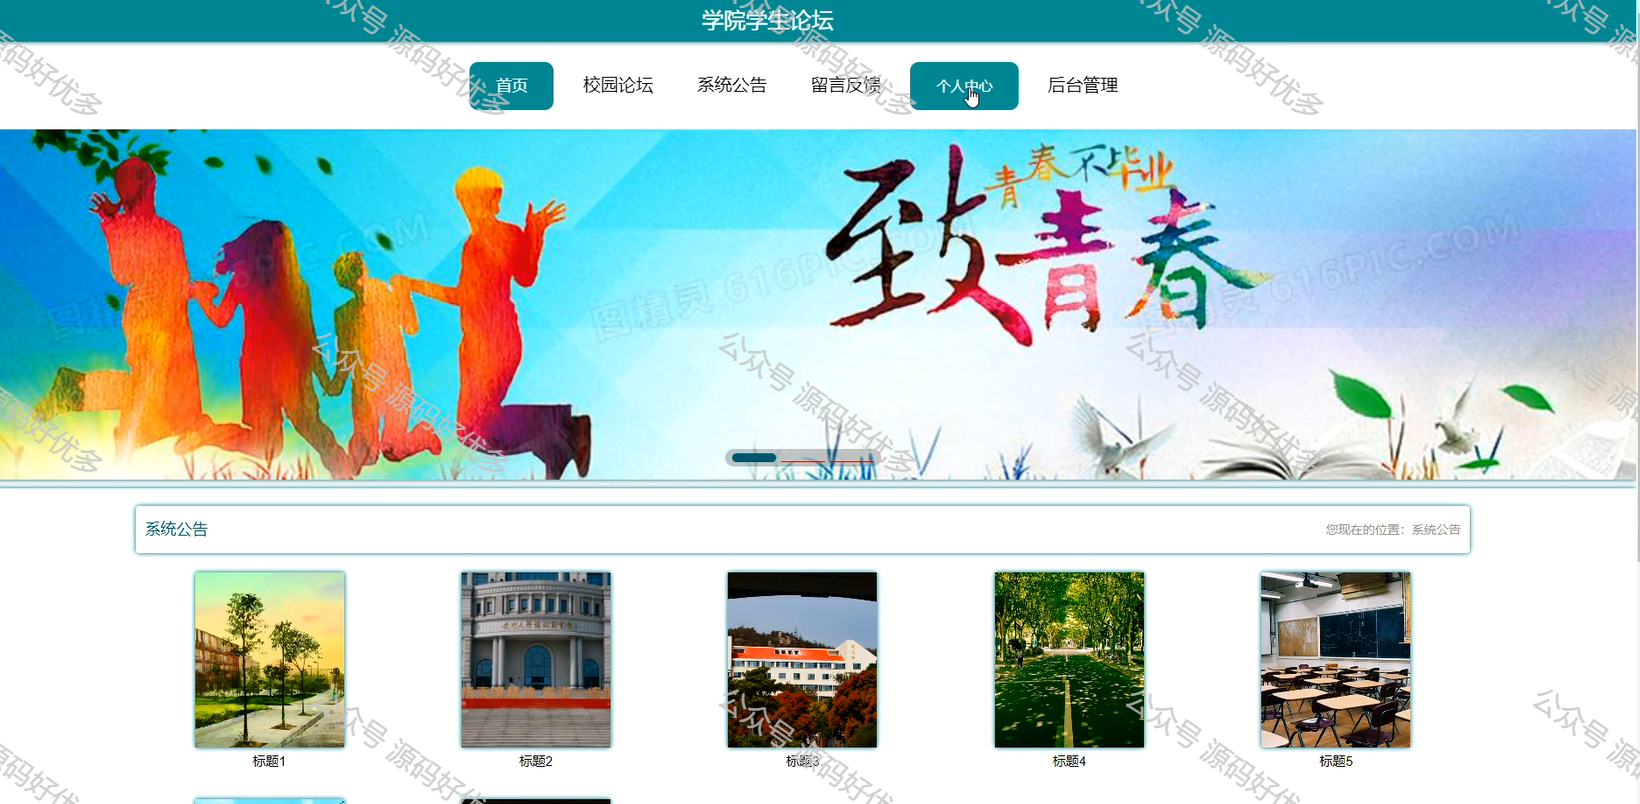 学院学生论坛
首页
校园论坛
系统公告
留言反馈
个人中心
后台管理
青春不毕业
致青春
图精灵 616PIC.COM
系统公告
您现在的位置：系统公告
标题1
标题2
标题3
标题4
标题5
公众号 源码好优多